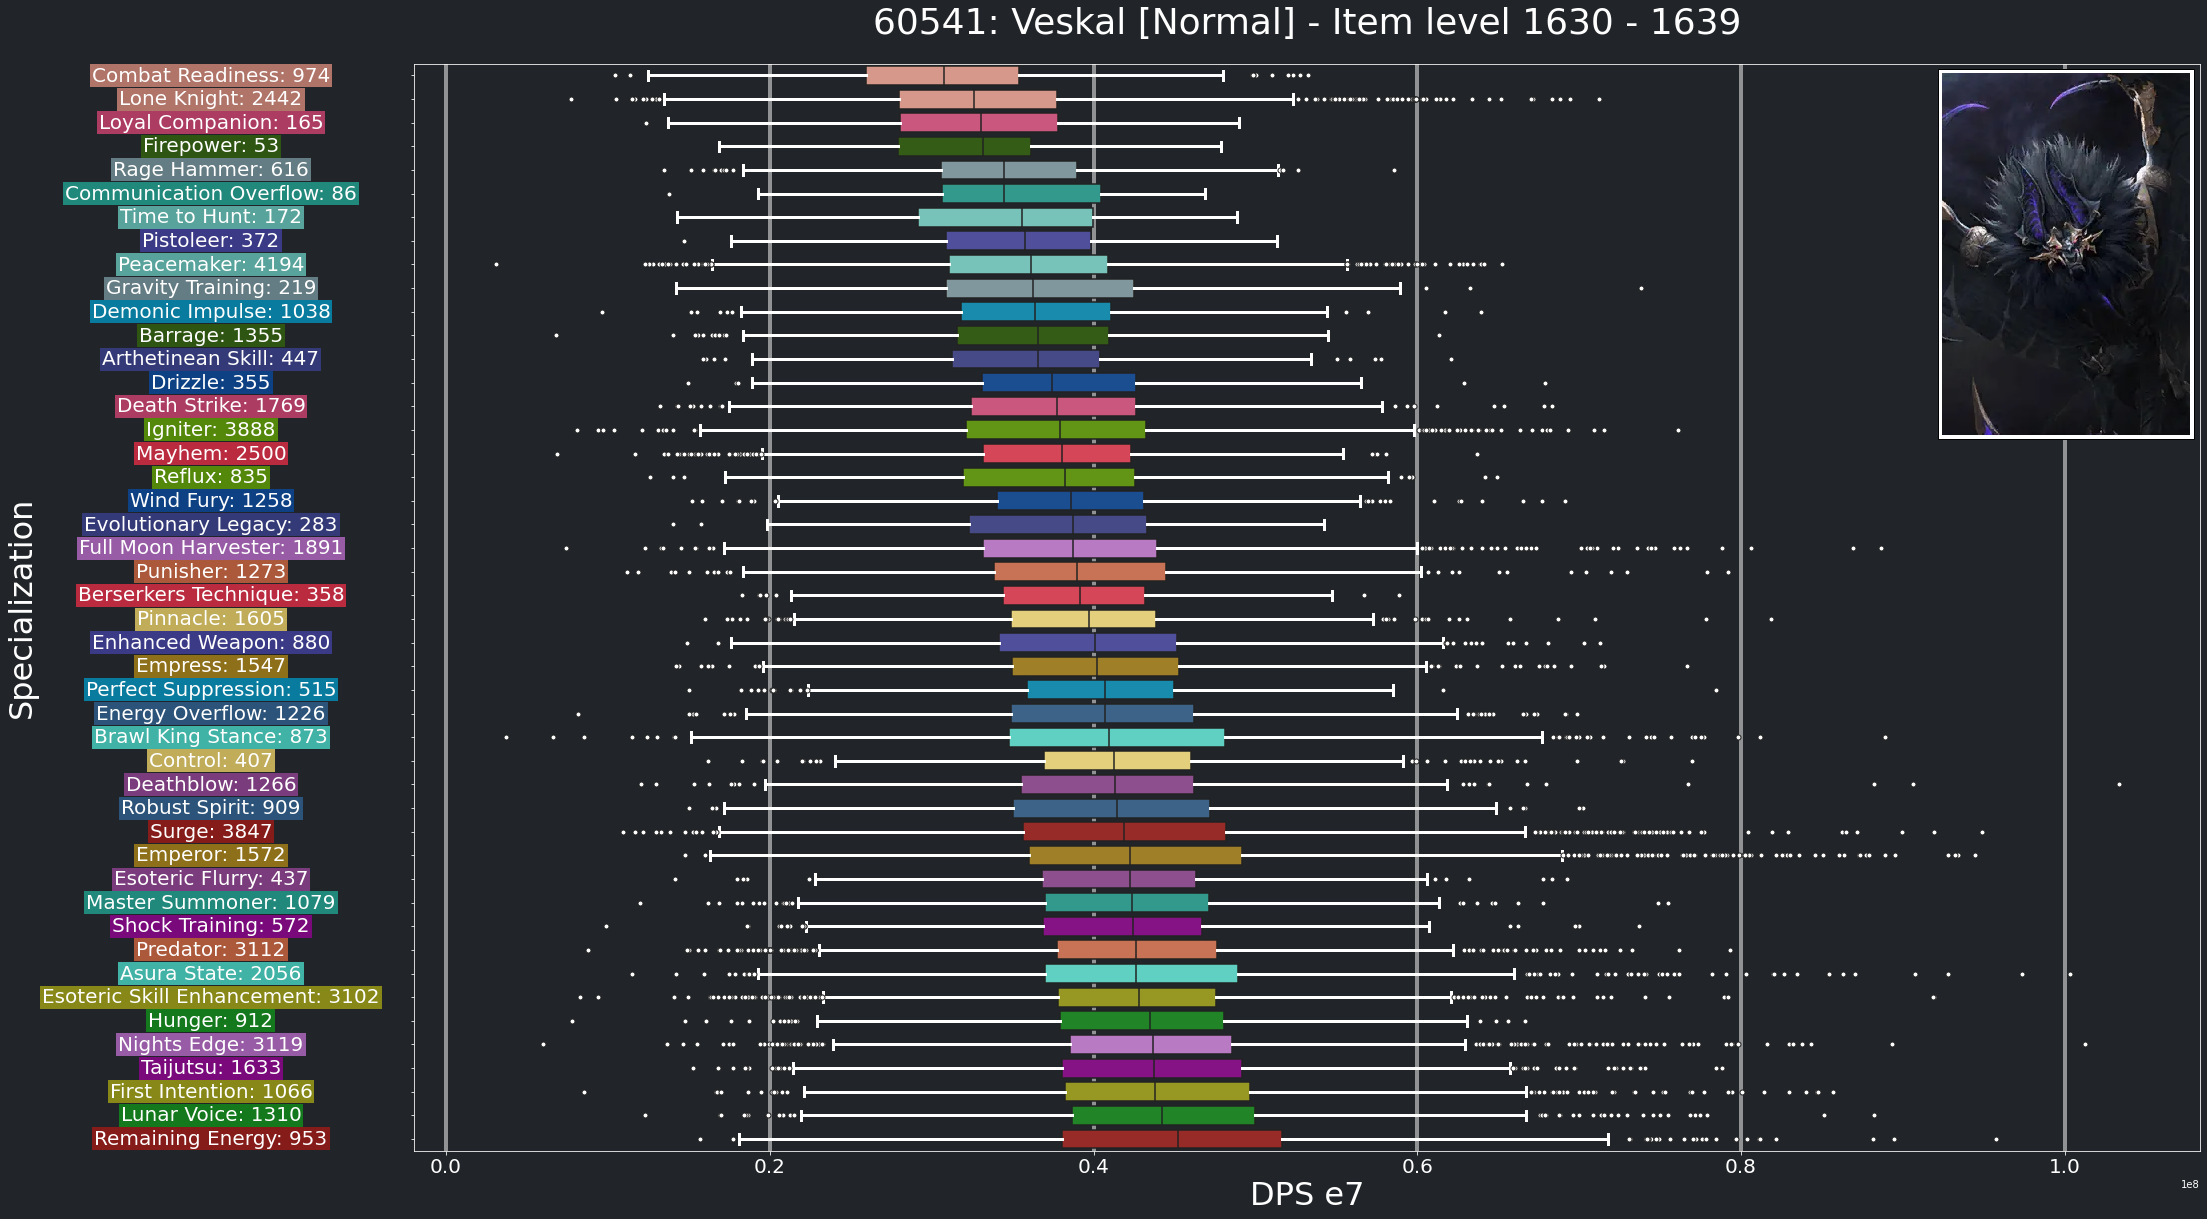 60541: Veskal [Normal] - Item level 1630 - 1639
Combat Readiness: 974
Lone Knight: 2442
Loyal Companion: 165
Firepower: 53
Rage Hammer: 616
Communication Overflow: 86
Time to Hunt: 172
Pistoleer: 372
Peacemaker: 4194
Gravity Training: 219
Demonic Impulse: 1038
Barrage: 1355
Arthetinean Skill: 447
Drizzle: 355
Death Strike: 1769
Igniter: 3888
Mayhem: 2500
Reflux: 835
Wind Fury: 1258
Evolutionary Legacy: 283
Full Moon Harvester: 1891
Punisher: 1273
Berserkers Technique: 358
Pinnacle: 1605
Enhanced Weapon: 880
Empress: 1547
Perfect Suppression: 515
Energy Overflow: 1226
Brawl King Stance: 873
Control: 407
Deathblow: 1266
Robust Spirit: 909
Surge: 3847
Emperor: 1572
Esoteric Flurry: 437
Master Summoner: 1079
Shock Training: 572
Predator: 3112
Asura State: 2056
Esoteric Skill Enhancement: 3102
Hunger: 912
Nights Edge: 3119
Taijutsu: 1633
First Intention: 1066
Lunar Voice: 1310
Remaining Energy: 953
Specialization
0.0 0.2 0.4 0.6 0.8 1.0
1e8
DPS e7